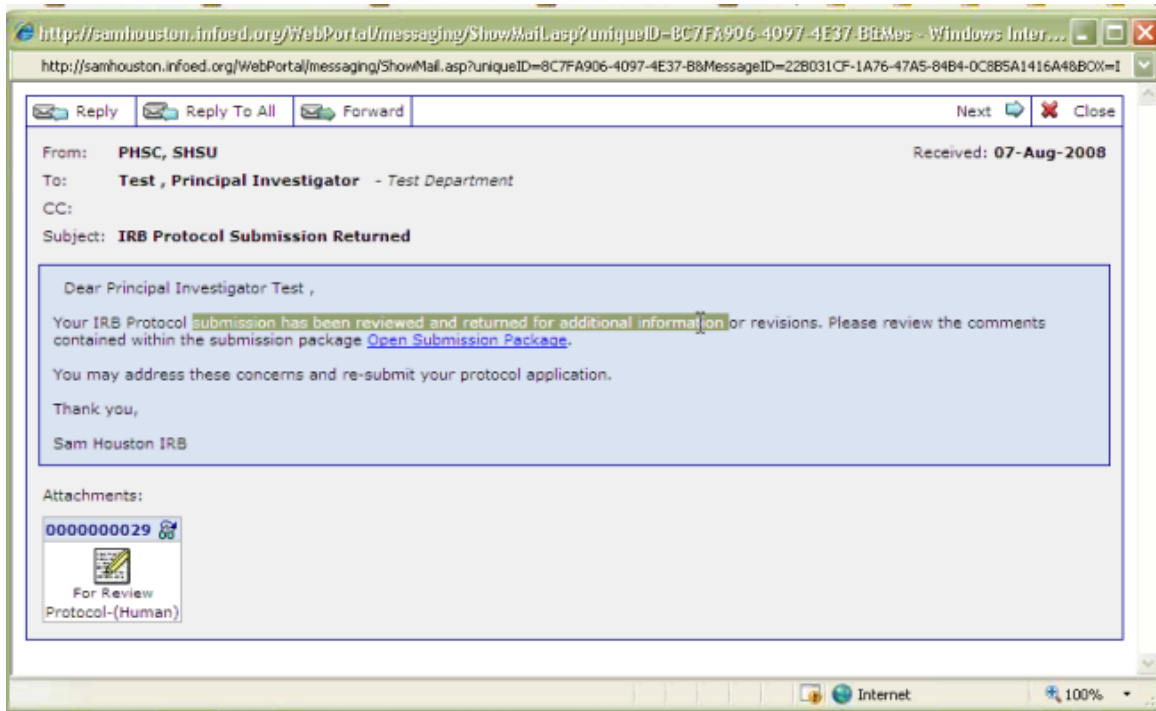 http://samhouston.infoed.org/WebPortal/messaging/ShowMail.asp?uniqueID=8C7FA906-4097-4E37-B&Mes - Windows Inter...
http://samhouston.infoed.org/WebPortal/messaging/ShowMail.asp?uniqueID=8C7FA906-4097-4E37-B&MessageID=22B031CF-1A76-47A5-84B4-0C8B5A1416A4&BOX=I
Reply Reply To All Forward Next Close
From: PHSC, SHSU Received: 07-Aug-2008
To: Test , Principal Investigator - Test Department
CC:
Subject: IRB Protocol Submission Returned
Dear Principal Investigator Test ,
Your IRB Protocol submission has been reviewed and returned for additional information or revisions. Please review the comments
contained within the submission package Open Submission Package.
You may address these concerns and re-submit your protocol application.
Thank you,
Sam Houston IRB
Attachments:
0000000029
For Review
Protocol-(Human)
Internet 100%